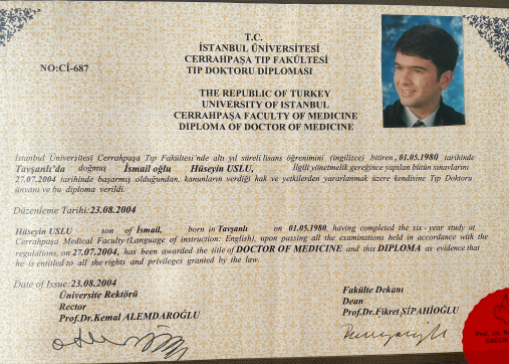 T.C.
İSTANBUL ÜNİVERSİTESİ
CERRAHPAŞA TIP FAKÜLTESİ
TIP DOKTORU DİPLOMASI
NO:Cİ-687
THE REPUBLIC OF TURKEY
UNIVERSITY OF ISTANBUL
CERRAHPAŞA FACULTY OF MEDICINE
DIPLOMA OF DOCTOR OF MEDICINE
İstanbul Üniversitesi Cerrahpaşa Tıp Fakültesi'nde altı yıl süreli lisans öğrenimini (ingilizce) bitiren, 01.05.1980 tarihinde
Tavşanlı'da doğmuş İsmail oğlu Hüseyin USLU, İlgili yönetmelik gereğince yapılan bütün sınavlarını
27.07.2004 tarihinde başarmış olduğundan, kanunların verdiği hak ve yetkilerden yararlanmak üzere kendisine Tıp Doktoru
ünvanı ve bu diploma verildi.
Düzenleme Tarihi:23.08.2004
Hüseyin USLU son of İsmail, born in Tavşanlı on 01.05.1980, having completed the six-year study at
Cerrahpaşa Medical Faculty (Language of instruction: English), upon passing all the examinations held in accordance with the
regulations, on 27.07.2004, has been awarded the title of DOCTOR OF MEDICINE and this DIPLOMA as evidence that
he is entitled to all the rights and privileges granted by the law.
Date of Issue:23.08.2004
Üniversite Rektörü
Rector
Prof.Dr.Kemal ALEMDAROĞLU
Fakülte Dekanı
Dean
Prof.Dr.Fikret ŞİPAHİOĞLU
Prof. Dr.